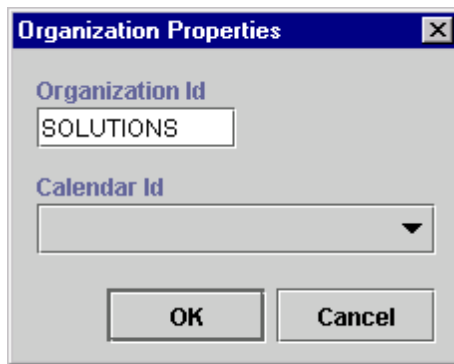 Organization Properties
Organization Id
SOLUTIONS
Calendar Id
OK Cancel